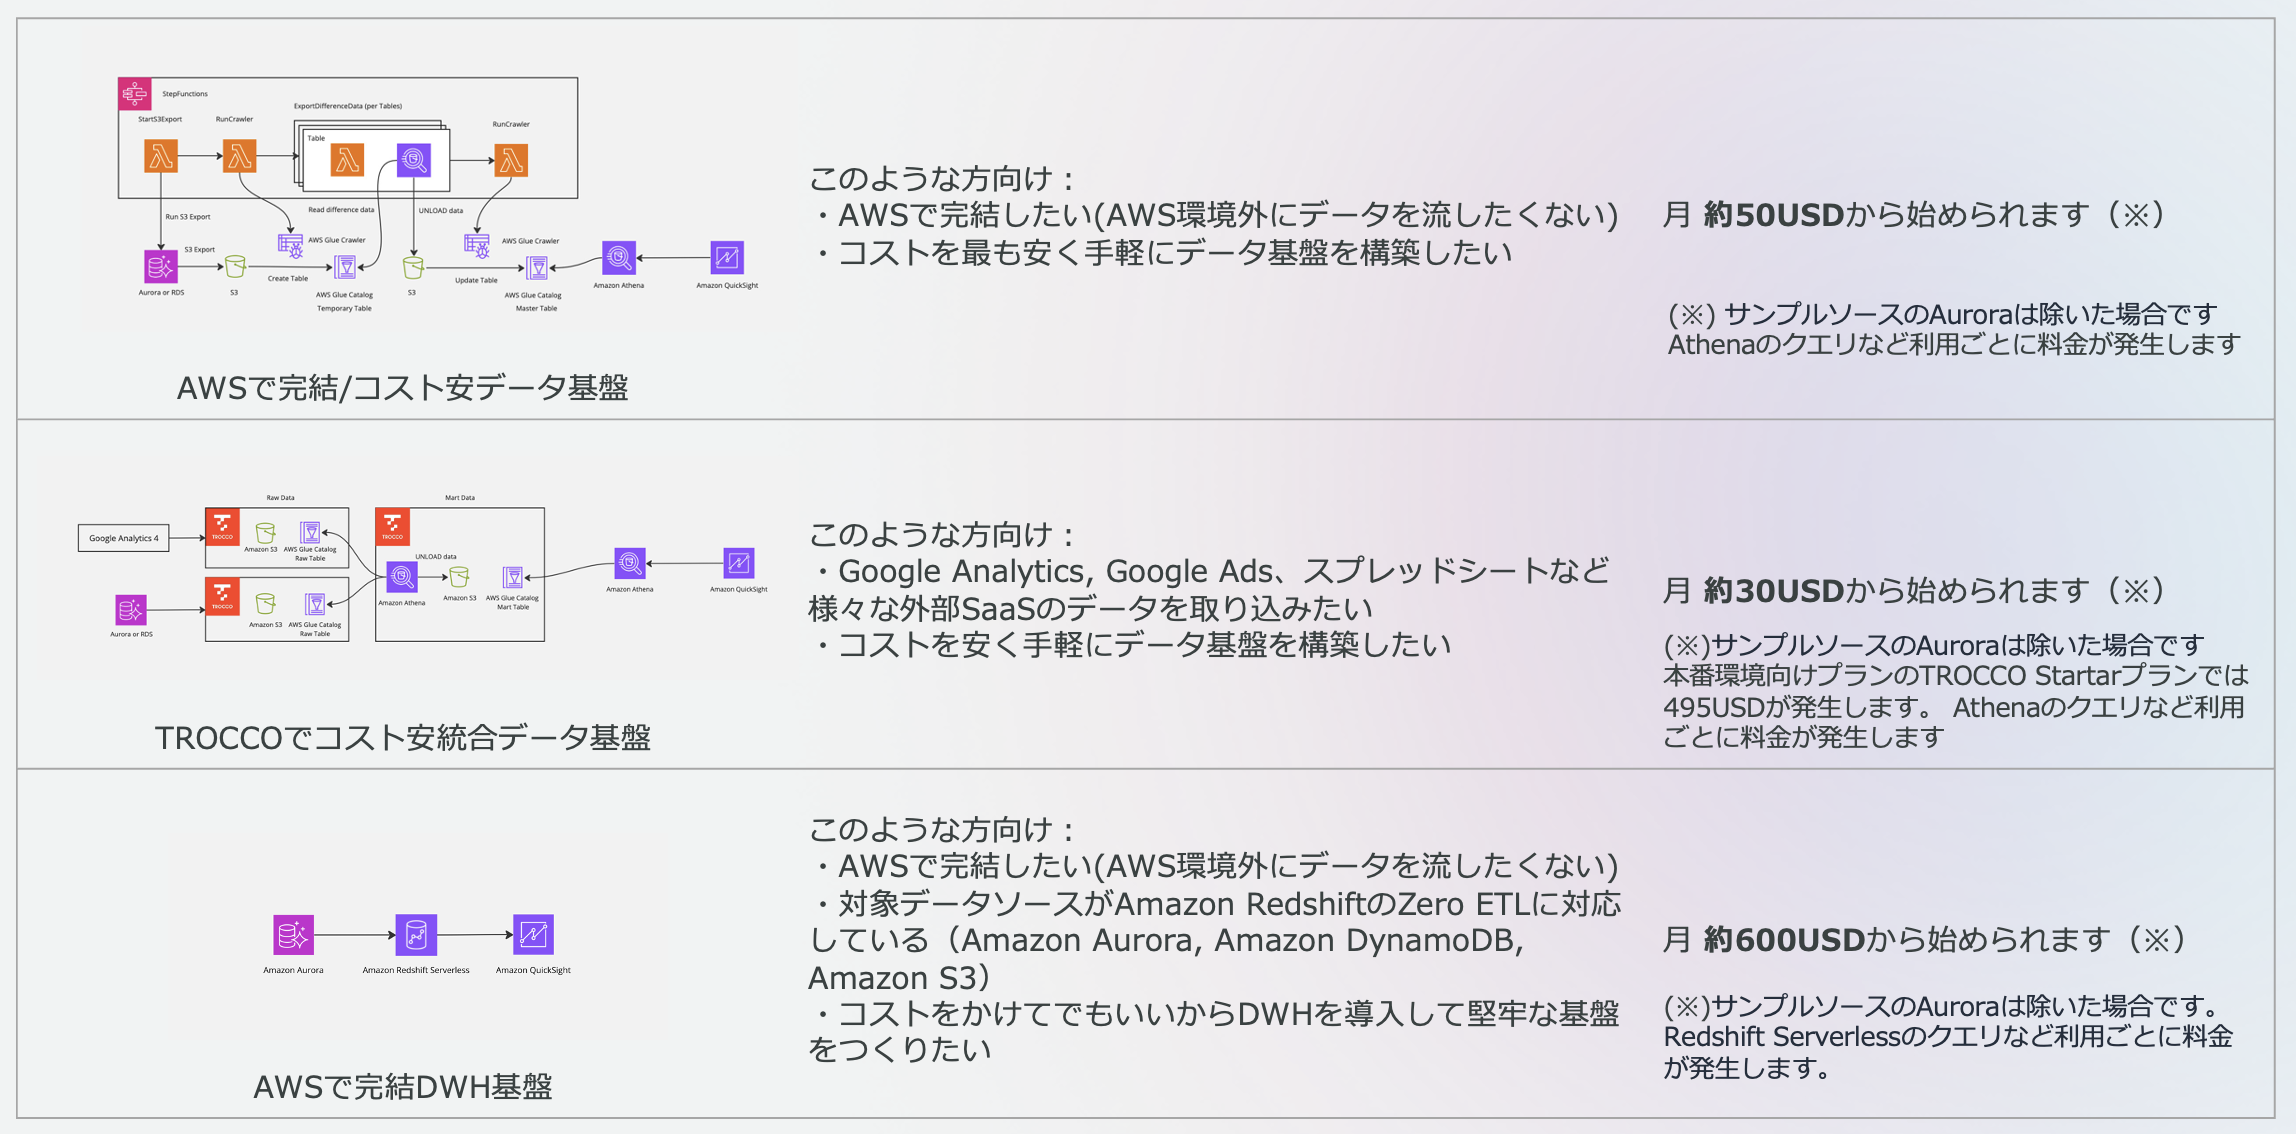 StepFunctions
ExportDifferenceData (per Tables)
StartS3Export
RunCrawler
RunCrawler
Table
Run S3 Export
Read difference data
UNLOAD data
S3 Export
AWS Glue Crawler
AWS Glue Crawler
Create Table
Update Table
Aurora or RDS
S3
AWS Glue Catalog
Temporary Table
S3
AWS Glue Catalog
Master Table
Amazon Athena
Amazon QuickSight
AWSで完結/コスト安データ基盤
このような方向け：
・AWSで完結したい(AWS環境外にデータを流したくない)
・コストを最も安く手軽にデータ基盤を構築したい
月 約50USDから始められます（※）
(※) サンプルソースのAuroraは除いた場合です
Athenaのクエリなど利用ごとに料金が発生します
Raw Data
Mart Data
Google Analytics 4
TROCCO
Amazon S3
AWS Glue Catalog
Raw Table
TROCCO
UNLOAD data
TROCCO
Amazon S3
AWS Glue Catalog
Raw Table
Aurora or RDS
Amazon Athena
Amazon S3
AWS Glue Catalog
Mart Table
Amazon Athena
Amazon QuickSight
TROCCOでコスト安統合データ基盤
このような方向け：
・Google Analytics, Google Ads、スプレッドシートなど
様々な外部SaaSのデータを取り込みたい
・コストを安く手軽にデータ基盤を構築したい
月 約30USDから始められます（※）
(※)サンプルソースのAuroraは除いた場合です
本番環境向けプランのTROCCO Startarプランでは
495USDが発生します。 Athenaのクエリなど利用
ごとに料金が発生します
Amazon Aurora
Amazon Redshift Serverless
Amazon QuickSight
AWSで完結DWH基盤
このような方向け：
・AWSで完結したい(AWS環境外にデータを流したくない)
・対象データソースがAmazon RedshiftのZero ETLに対応
している（Amazon Aurora, Amazon DynamoDB,
Amazon S3）
・コストをかけてでもいいからDWHを導入して堅牢な基盤
をつくりたい
月 約600USDから始められます（※）
(※)サンプルソースのAuroraは除いた場合です。
Redshift Serverlessのクエリなど利用ごとに料金
が発生します。